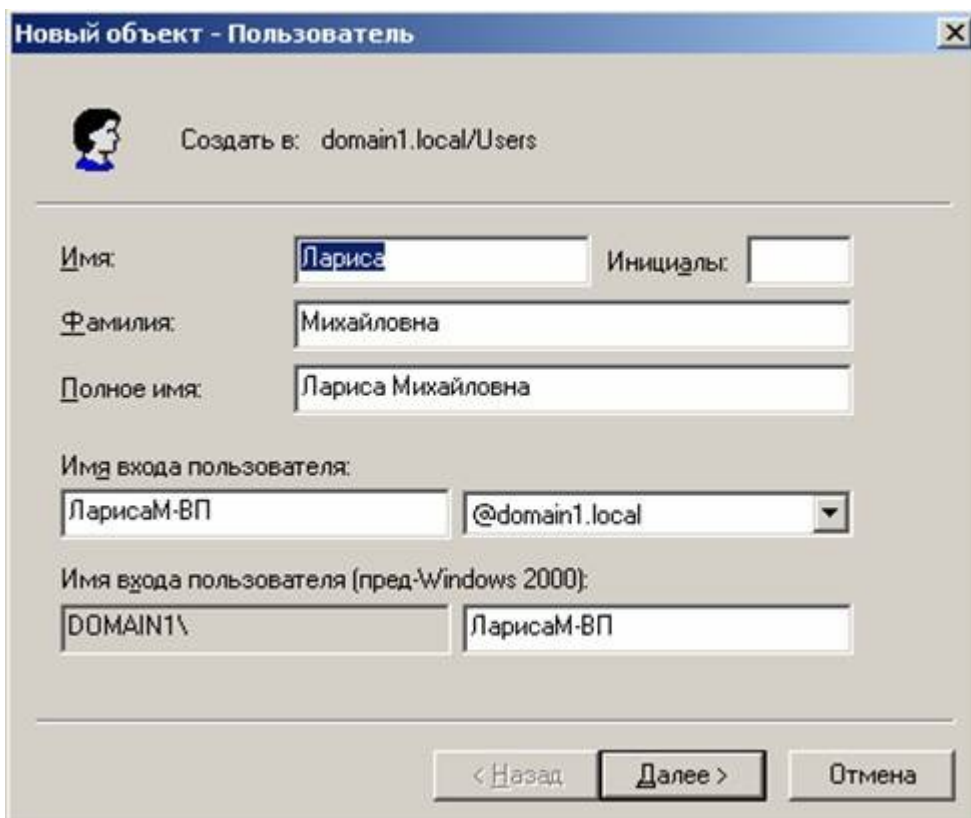 Новый объект - Пользователь
Создать в: domain1.local/Users
Имя: Лариса Инициалы:
Фамилия: Михайловна
Полное имя: Лариса Михайловна
Имя входа пользователя:
ЛарисаМ-ВП @domain1.local
Имя входа пользователя (пред-Windows 2000):
DOMAIN1\ ЛарисаМ-ВП
< Назад Далее > Отмена